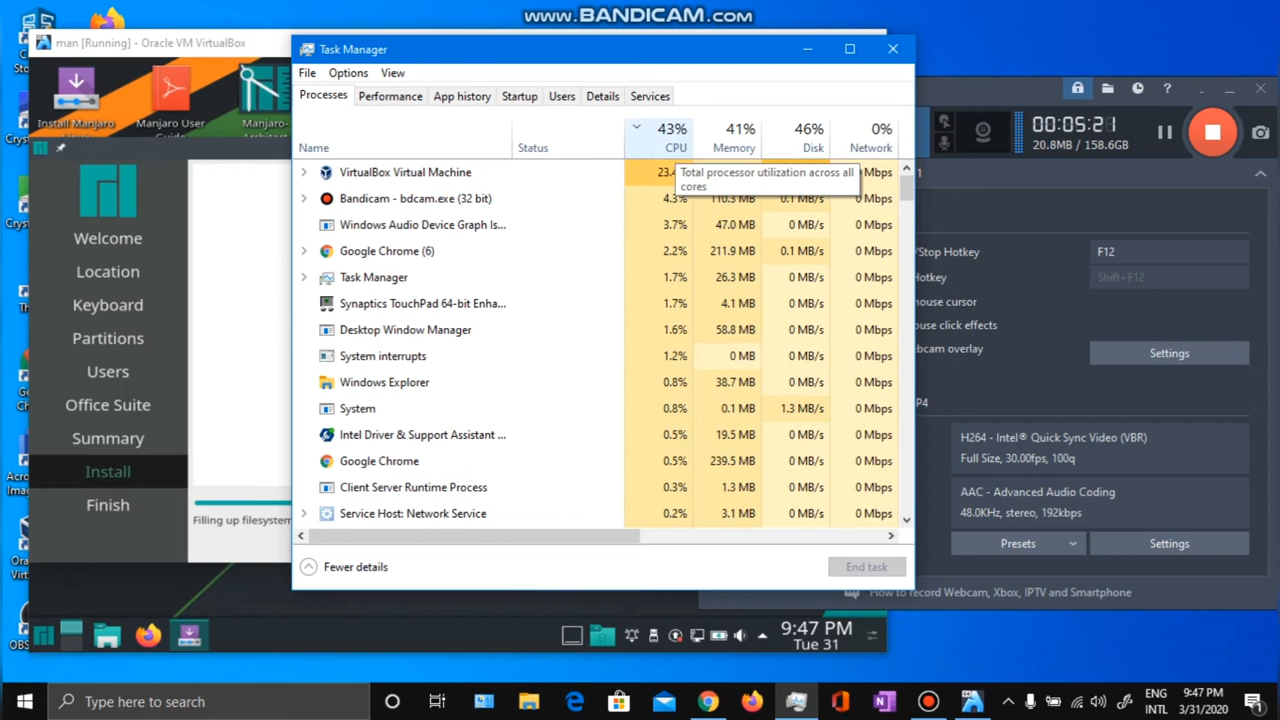 www.BANDICAM.com
man [Running] - Oracle VM VirtualBox
Install Manjaro
Manjaro User
Manjaro-
Welcome
Location
Keyboard
Partitions
Users
Office Suite
Summary
Install
Finish
Filling up filesystem
Task Manager
File Options View
Processes Performance App history Startup Users Details Services
43% 41% 46% 0%
Name Status CPU Memory Disk Network
Total processor utilization across all
cores
VirtualBox Virtual Machine Mbps
Bandicam - bdcam.exe (32 bit) 4.3% 110.3 MB 0.1 MB/s 0 Mbps
Windows Audio Device Graph Is... 3.7% 47.0 MB 0 MB/s 0 Mbps
Google Chrome (6) 2.2% 211.9 MB 0.1 MB/s 0 Mbps
Task Manager 1.7% 26.3 MB 0 MB/s 0 Mbps
Synaptics TouchPad 64-bit Enha... 1.7% 4.1 MB 0 MB/s 0 Mbps
Desktop Window Manager 1.6% 58.8 MB 0 MB/s 0 Mbps
System interrupts 1.2% 0 MB 0 MB/s 0 Mbps
Windows Explorer 0.8% 38.7 MB 0 MB/s 0 Mbps
System 0.8% 0.1 MB 1.3 MB/s 0 Mbps
Intel Driver & Support Assistant ... 0.5% 19.5 MB 0 MB/s 0 Mbps
Google Chrome 0.5% 239.5 MB 0 MB/s 0 Mbps
Client Server Runtime Process 0.3% 1.3 MB 0 MB/s 0 Mbps
Service Host: Network Service 0.2% 3.1 MB 0 MB/s 0 Mbps
Fewer details End task
00:05:21
20.8MB / 158.6GB
/Stop Hotkey F12
Hotkey Shift+F12
mouse cursor
ouse click effects
bcam overlay Settings
P4
H264 - Intel® Quick Sync Video (VBR)
Full Size, 30.00fps, 100q
AAC - Advanced Audio Coding
48.0KHz, stereo, 192kbps
Presets Settings
How to record Webcam, Xbox, IPTV and Smartphone
9:47 PM
Tue 31
Type here to search
ENG
INTL
9:47 PM
3/31/2020